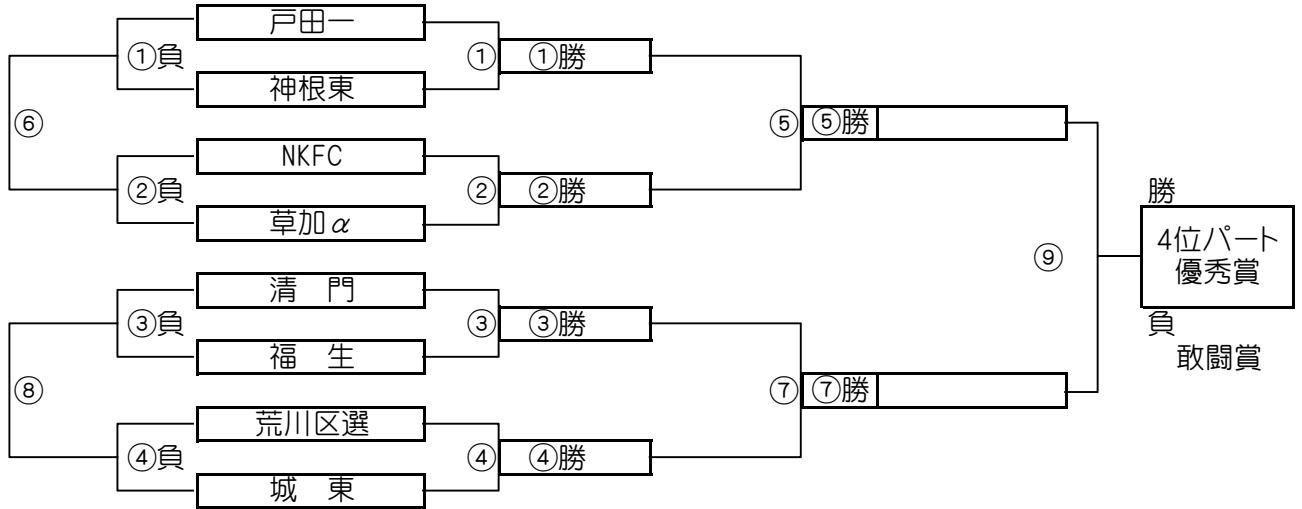 戸田一
①負 ① ①勝
神根東
⑥ ⑤ ⑤勝
NKFC
②負 ② ②勝
草加α
勝
4位パート
優秀賞
⑨
清　門
③負 ③ ③勝
負
敢闘賞
福　生
⑧ ⑦ ⑦勝
荒川区選
④負 ④ ④勝
城　東